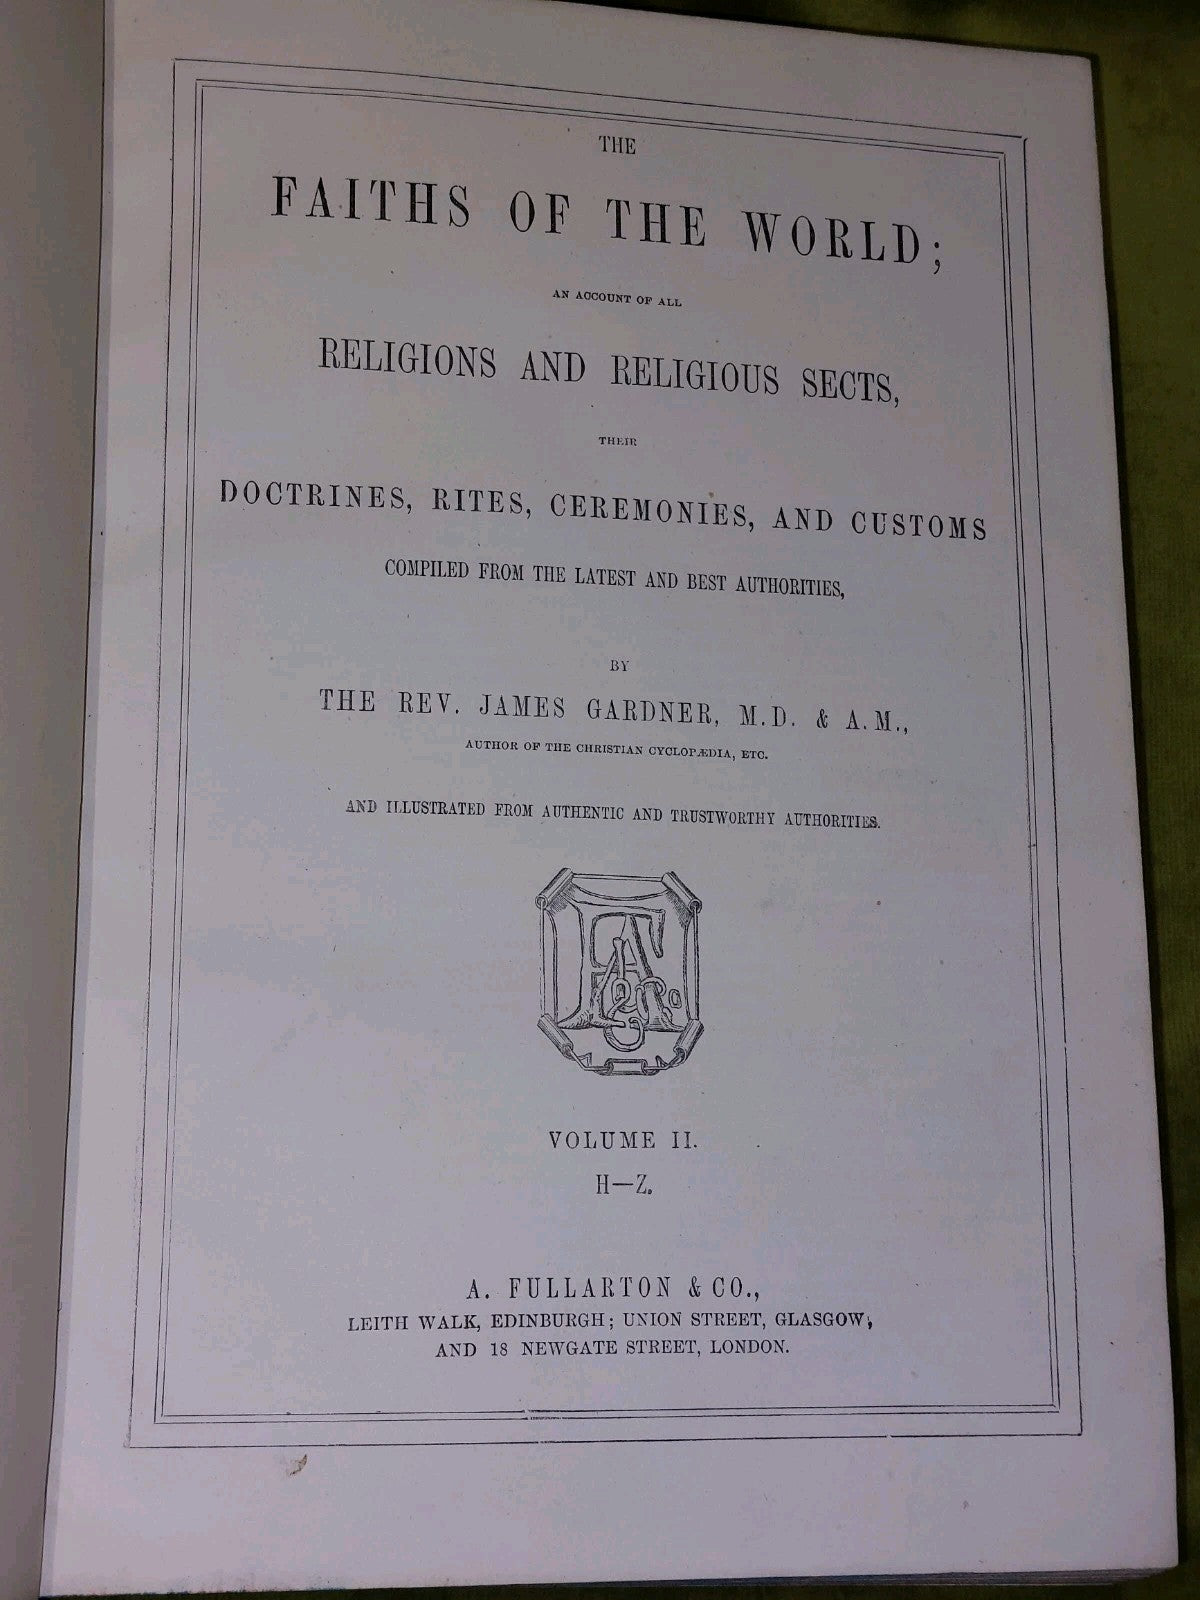 THE
FAITHS OF THE WORLD;
AN ACCOUNT OF ALL
RELIGIONS AND RELIGIOUS SECTS,
THEIR
DOCTRINES, RITES, CEREMONIES, AND CUSTOMS
COMPILED FROM THE LATEST AND BEST AUTHORITIES,
BY
THE REV. JAMES GARDNER, M.D. & A.M.,
AUTHOR OF THE CHRISTIAN CYCLOPÆDIA, ETC.
AND ILLUSTRATED FROM AUTHENTIC AND TRUSTWORTHY AUTHORITIES.
VOLUME II.
H—Z.
A. FULLARTON & CO.,
LEITH WALK, EDINBURGH; UNION STREET, GLASGOW;
AND 18 NEWGATE STREET, LONDON.